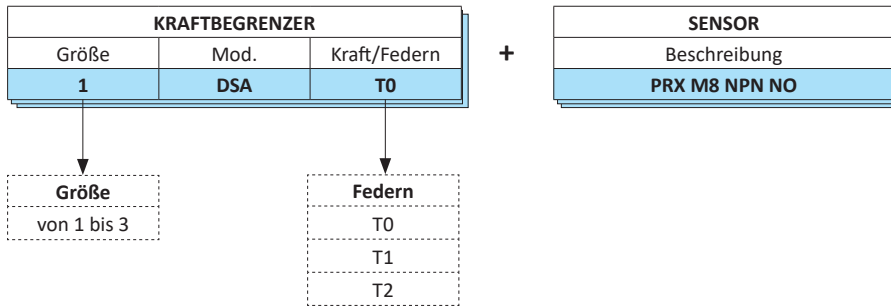 KRAFTBEGRENZER
Größe Mod. Kraft/Federn
1 DSA T0
+
SENSOR
Beschreibung
PRX M8 NPN NO
Größe
von 1 bis 3
Federn
T0
T1
T2